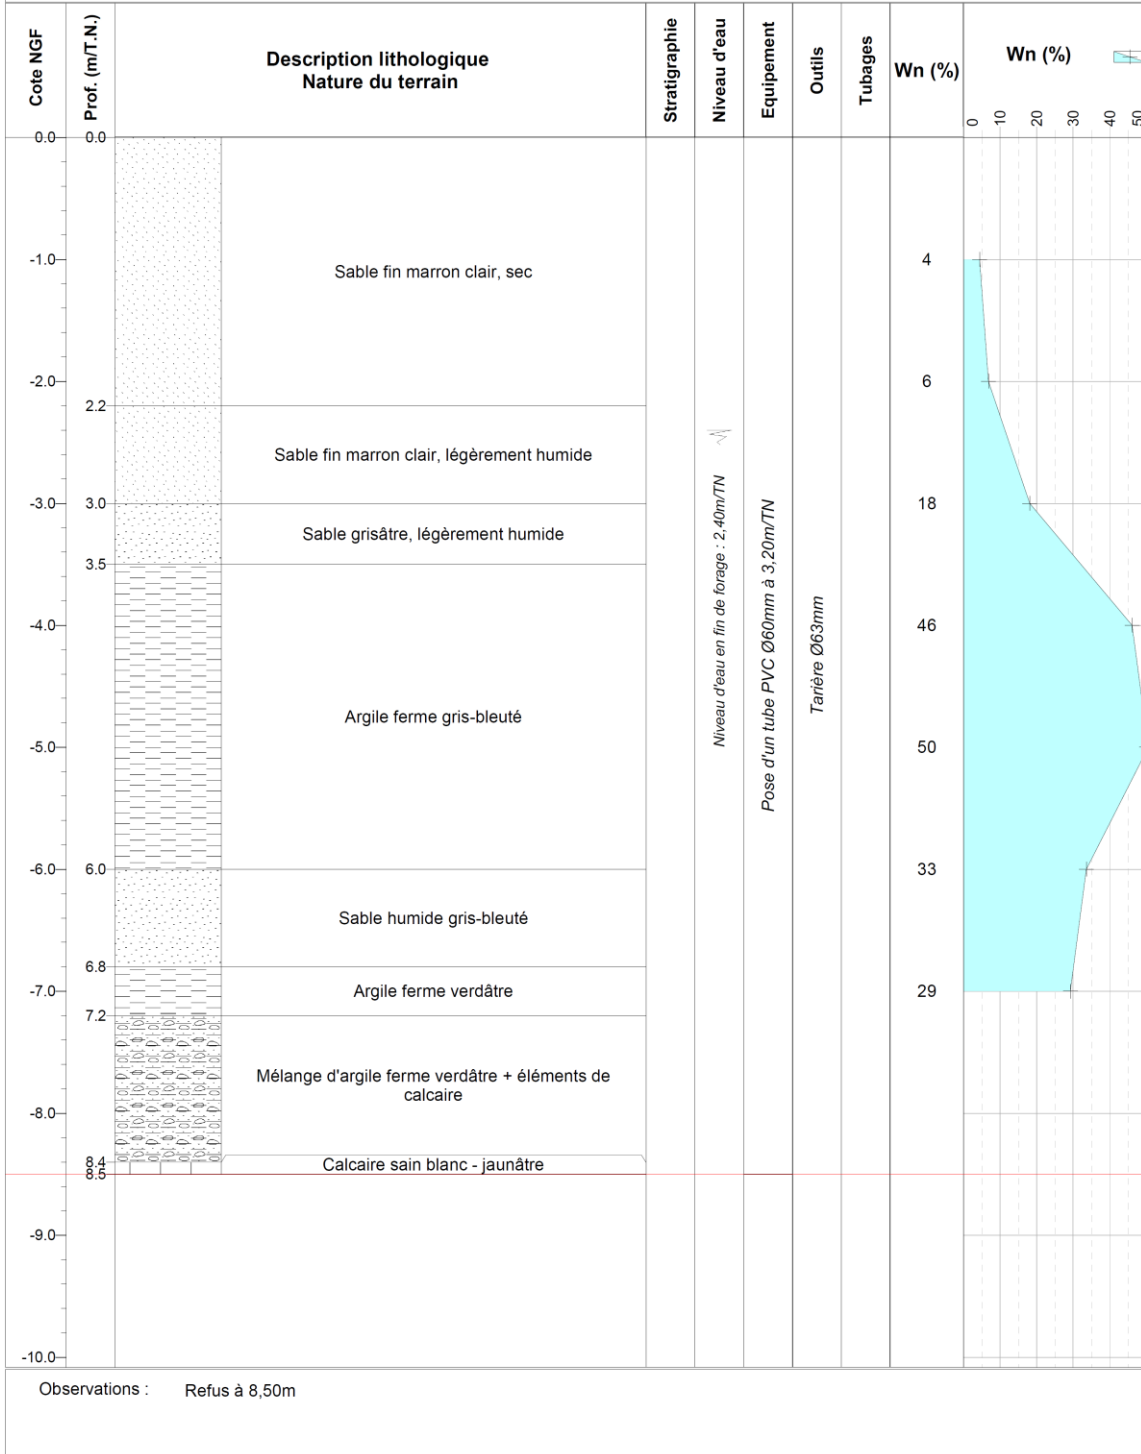 Cote NGF
Prof. (m/T.N.)
Description lithologique
Nature du terrain
Stratigraphie
Niveau d'eau
Equipement
Outils
Tubages
Wn (%)
Wn (%)
0 10 20 30 40 50
0.0 0.0
Sable fin marron clair, sec
-1.0 4
-2.0 6
2.2
Sable fin marron clair, légèrement humide
-3.0 3.0 18
Sable grisâtre, légèrement humide
3.5
Niveau d'eau en fin de forage : 2,40m/TN
Pose d'un tube PVC Ø60mm à 3,20m/TN
Tarière Ø63mm
-4.0 46
Argile ferme gris-bleuté
-5.0 50
-6.0 6.0 33
Sable humide gris-bleuté
6.8
-7.0 Argile ferme verdâtre 29
7.2
Mélange d'argile ferme verdâtre + éléments de
calcaire
-8.0
8.4 Calcaire sain blanc - jaunâtre
8.5
-9.0
-10.0
Observations : Refus à 8,50m